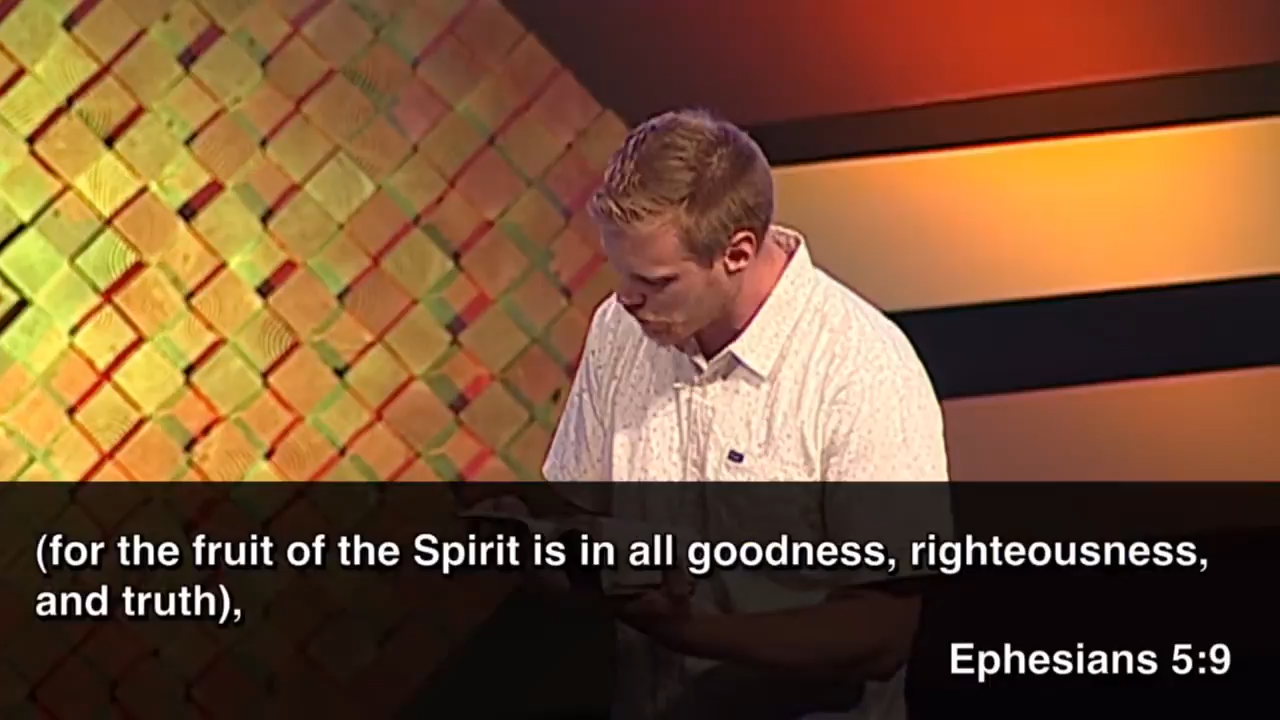 (for the fruit of the Spirit is in all goodness, righteousness,
and truth),
Ephesians 5:9